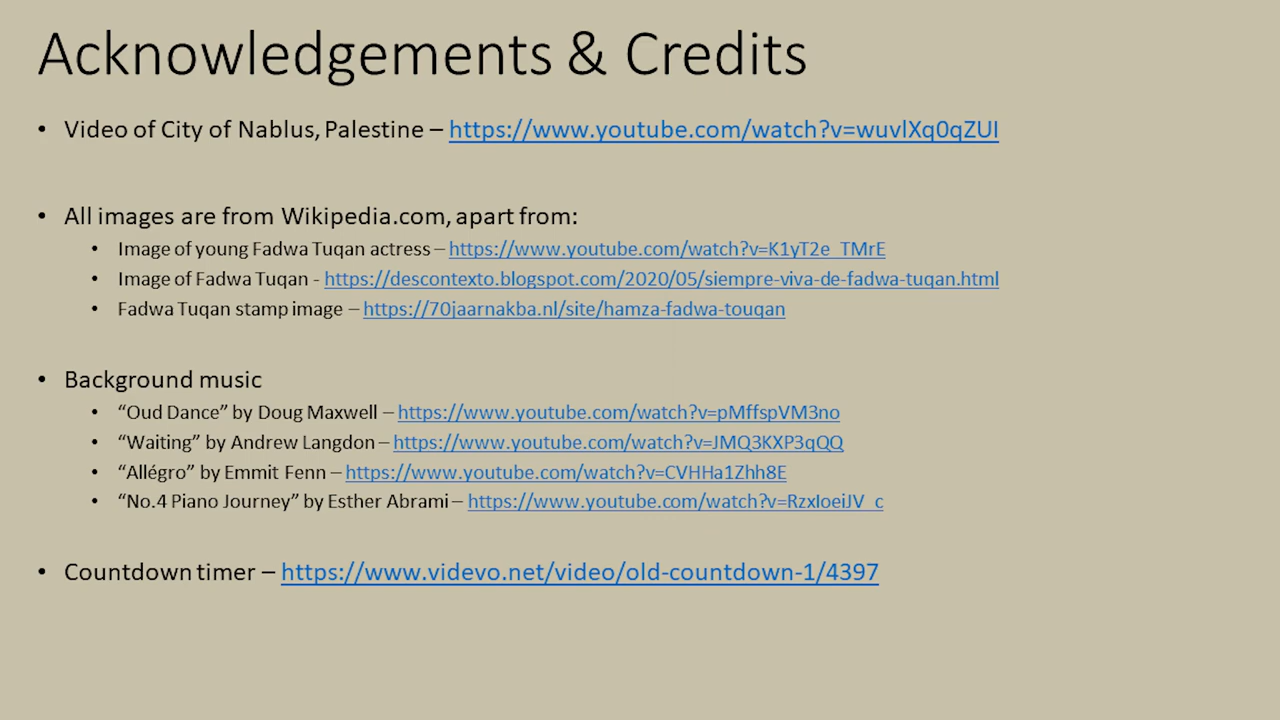 Acknowledgements & Credits
• Video of City of Nablus, Palestine – https://www.youtube.com/watch?v=wuvlXq0qZUI
• All images are from Wikipedia.com, apart from:
• Image of young Fadwa Tuqan actress – https://www.youtube.com/watch?v=K1yT2e_TMrE
• Image of Fadwa Tuqan - https://descontexto.blogspot.com/2020/05/siempre-viva-de-fadwa-tuqan.html
• Fadwa Tuqan stamp image – https://70jaarnakba.nl/site/hamza-fadwa-touqan
• Background music
• “Oud Dance” by Doug Maxwell – https://www.youtube.com/watch?v=pMffspVM3no
• “Waiting” by Andrew Langdon – https://www.youtube.com/watch?v=JMQ3KXP3qQQ
• “Allégro” by Emmit Fenn – https://www.youtube.com/watch?v=CVHHa1Zhh8E
• “No.4 Piano Journey” by Esther Abrami – https://www.youtube.com/watch?v=RzxIoeiJV_c
• Countdown timer – https://www.videvo.net/video/old-countdown-1/4397